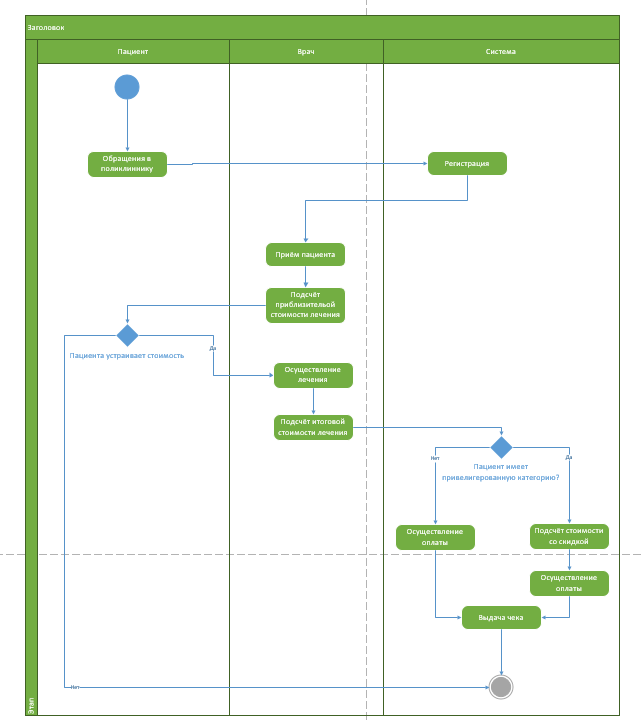 Заголовок
Пациент
Врач
Система
Обращения в
поликлиннику
Регистрация
Приём пациента
Подсчёт
приблизительой
стоимости лечения
Да
Пациента устраивает стоимость
Осуществление
лечения
Подсчёт итоговой
стоимости лечения
Нет
Да
Пациент имеет
привелигерованную категорию?
Осуществление
оплаты
Подсчёт стоимости
со скидкой
Осуществление
оплаты
Выдача чека
Нет
Этап